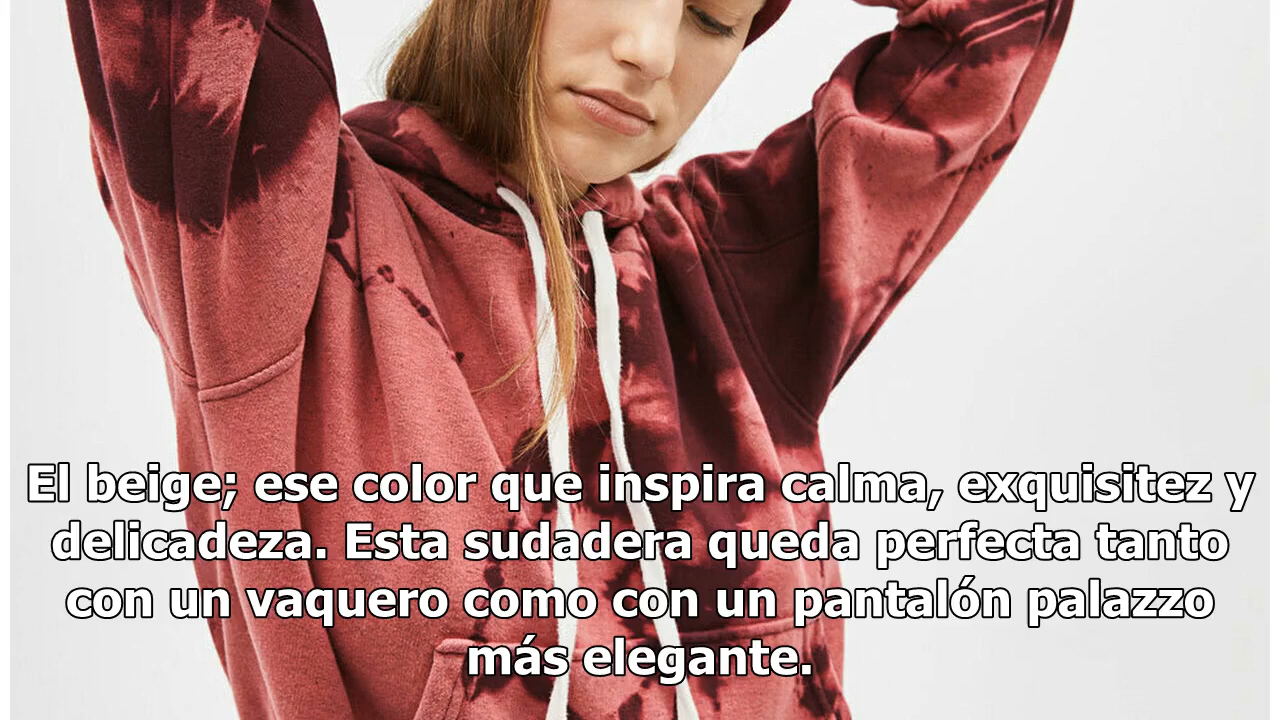 El beige; ese color que inspira calma, exquisitez y
delicadeza. Esta sudadera queda perfecta tanto
con un vaquero como con un pantalón palazzo
más elegante.